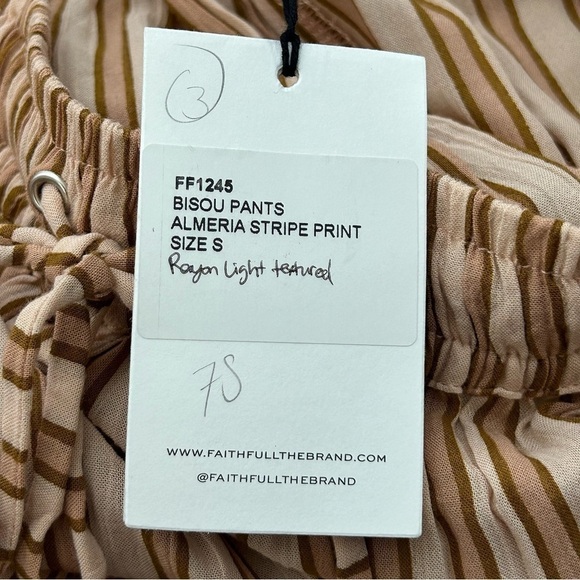 3
FF1245
BISOU PANTS
ALMERIA STRIPE PRINT
SIZE S
Rayon Light textured
7S
WWW.FAITHFULLTHEBRAND.COM
@FAITHFULLTHEBRAND